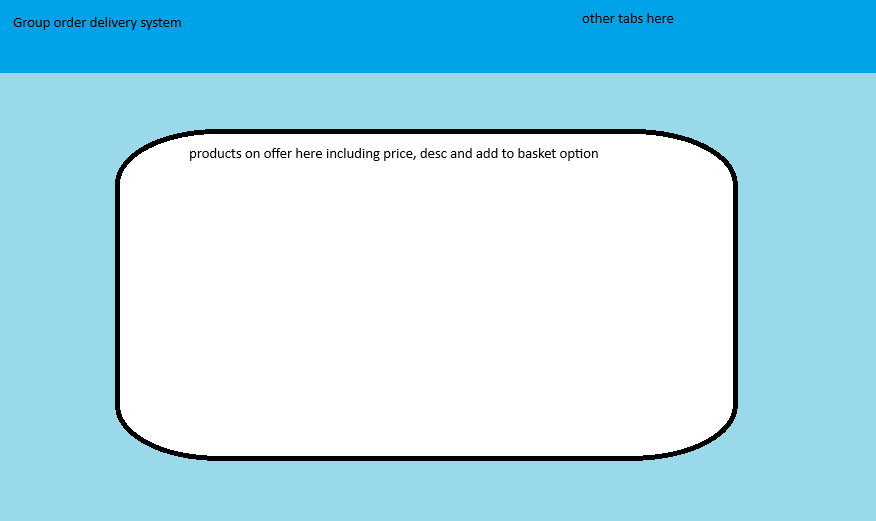 Group order delivery system
other tabs here
products on offer here including price, desc and add to basket option